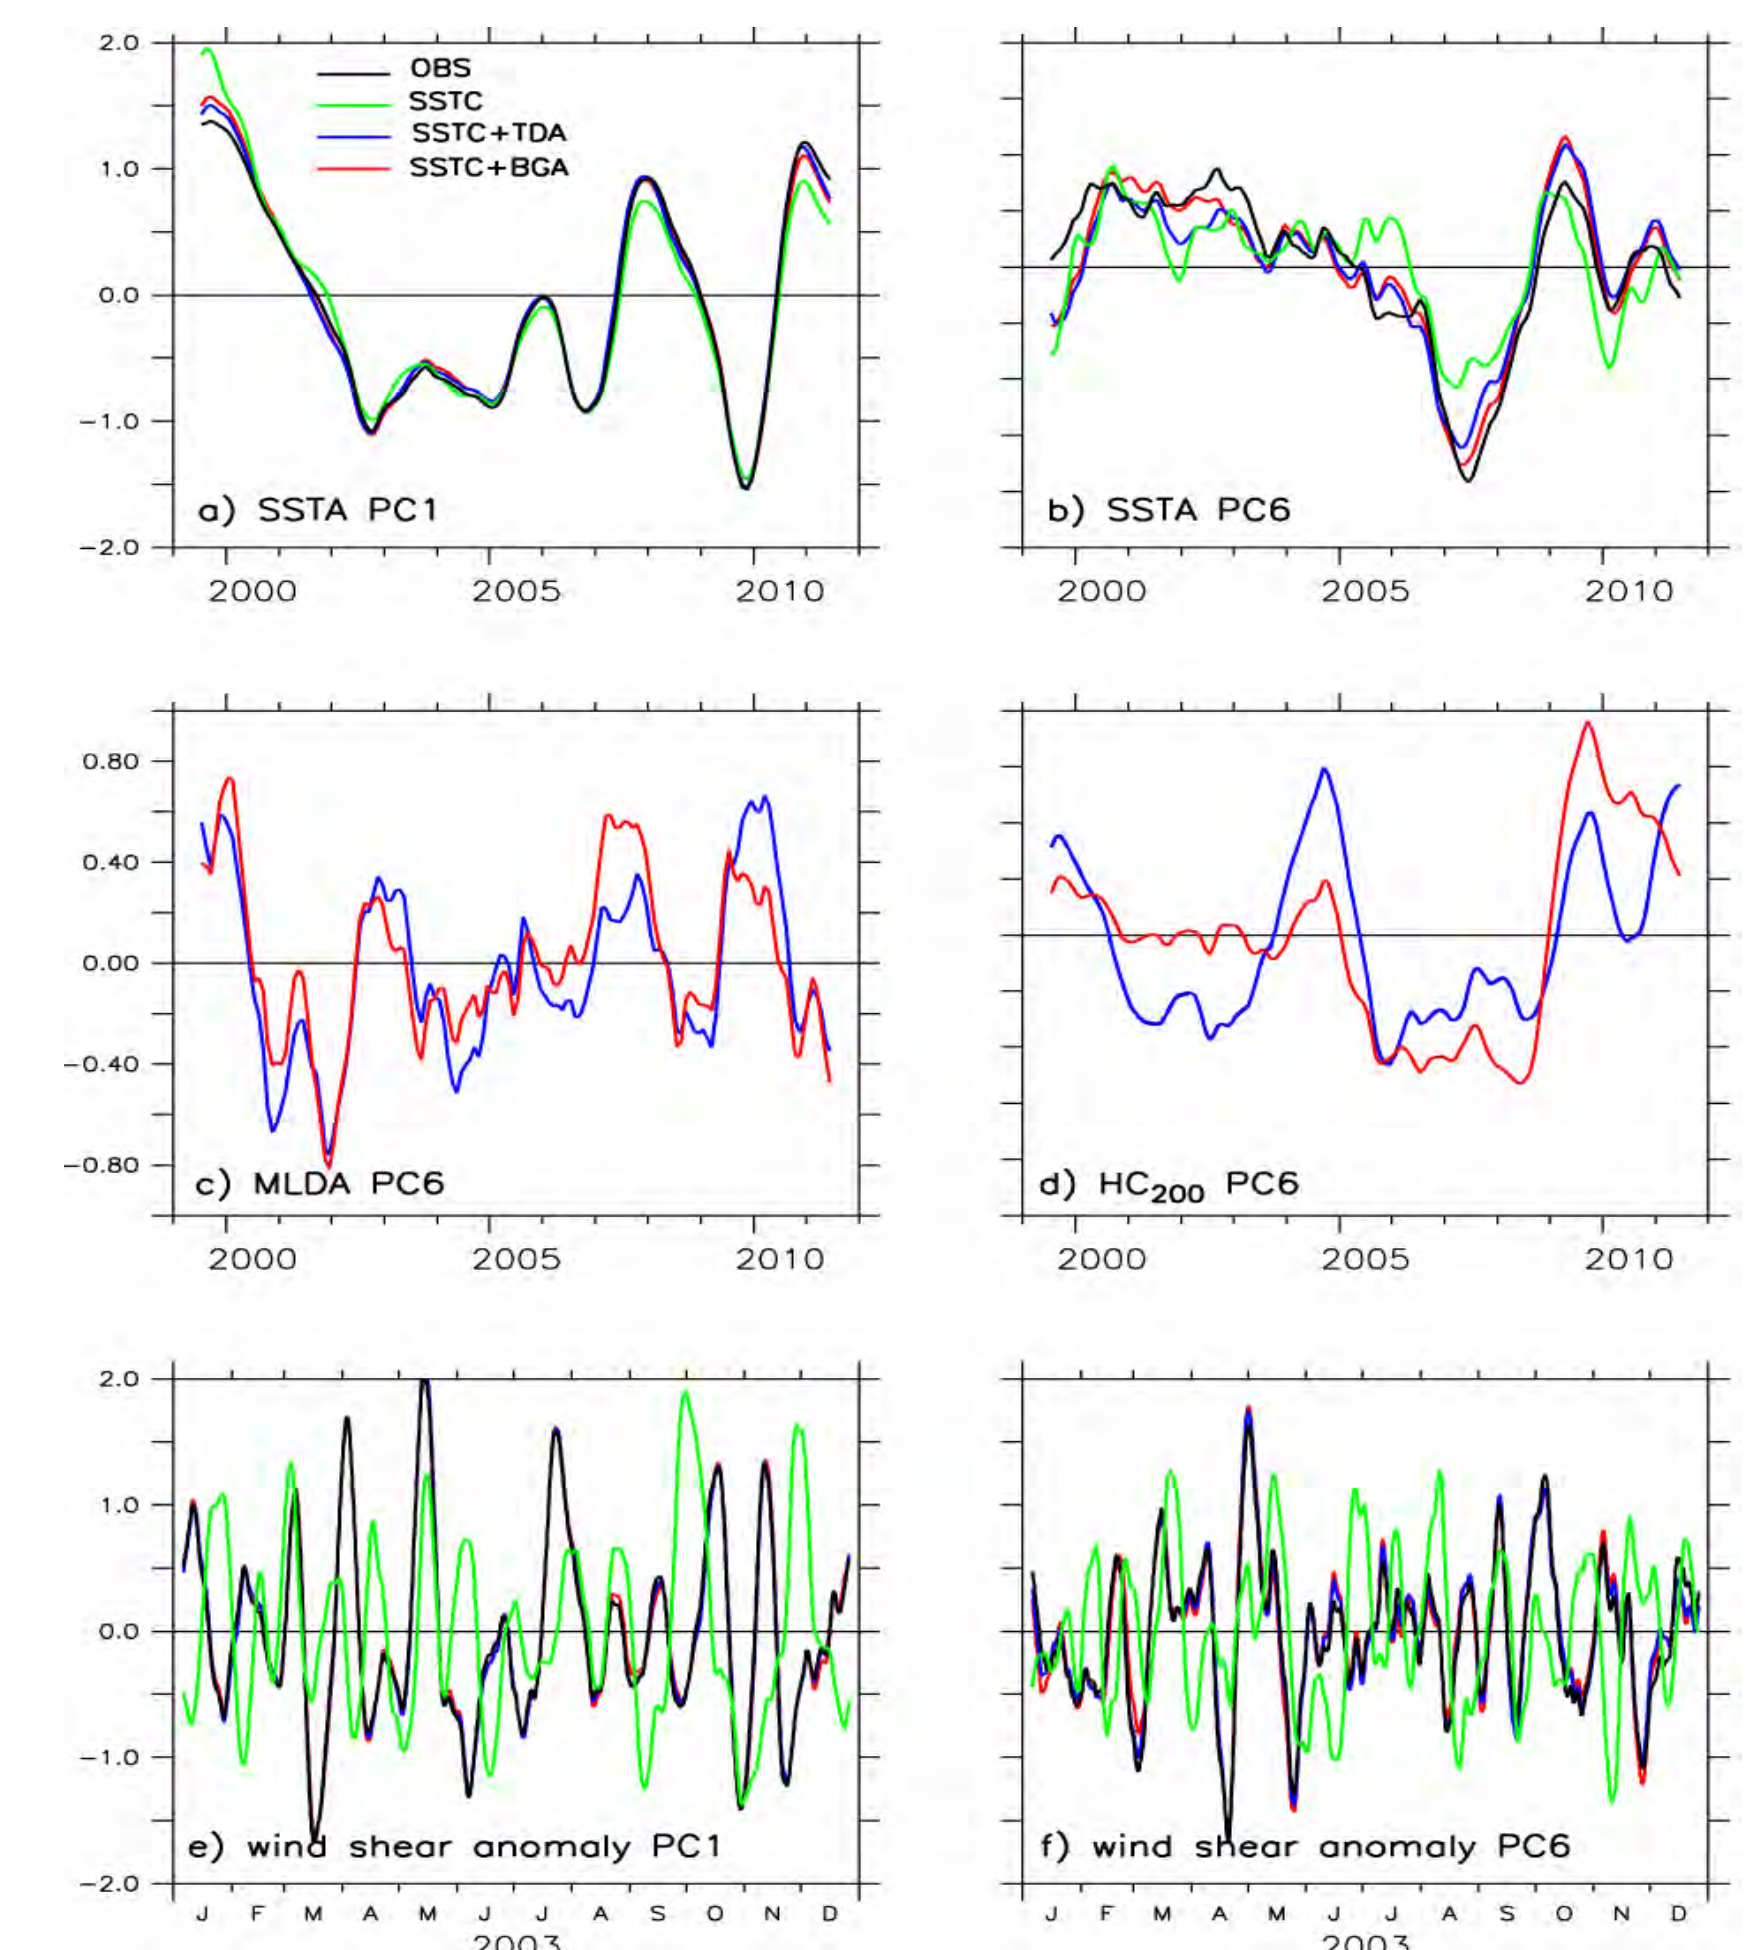 2.0
1.0
0.0
−1.0
−2.0
OBS
SSTC
SSTC+TDA
SSTC+BGA
a) SSTA PC1
2000 2005 2010
b) SSTA PC6
2000 2005 2010
0.80
0.40
0.00
−0.40
−0.80
c) MLDA PC6
2000 2005 2010
d) HC200 PC6
2000 2005 2010
2.0
1.0
0.0
−1.0
−2.0
e) wind shear anomaly PC1
J F M A M J J A S O N D
2003
f) wind shear anomaly PC6
J F M A M J J A S O N D
2003